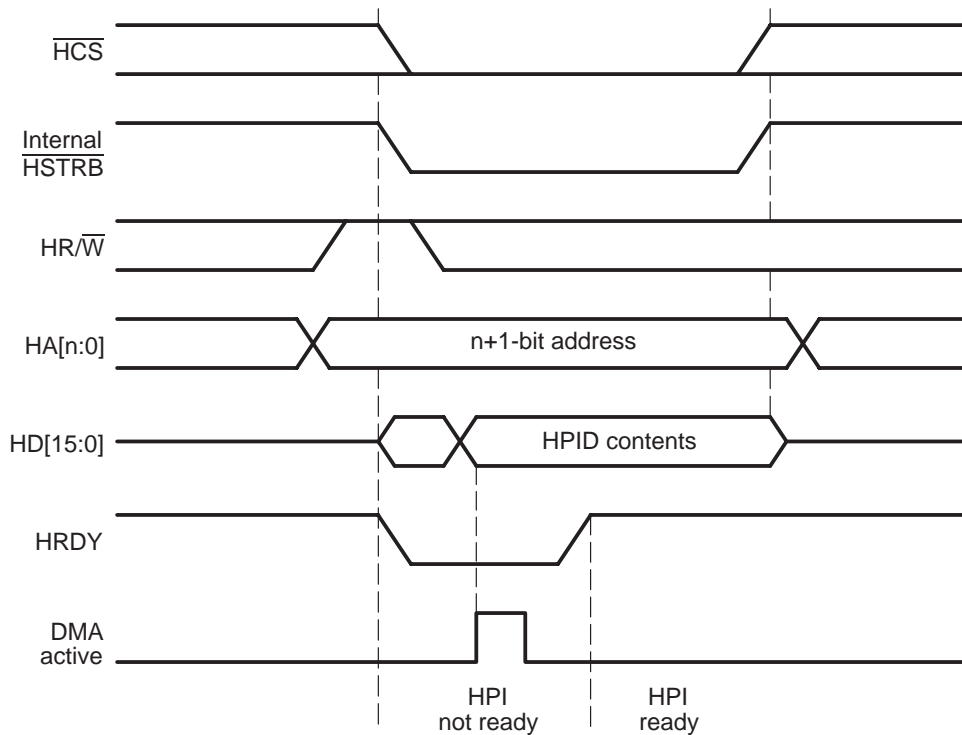 HCS
Internal
HSTRB
HR/W
HA[n:0]
n+1-bit address
HD[15:0]
HPID contents
HRDY
DMA
active
HPI
not ready
HPI
ready